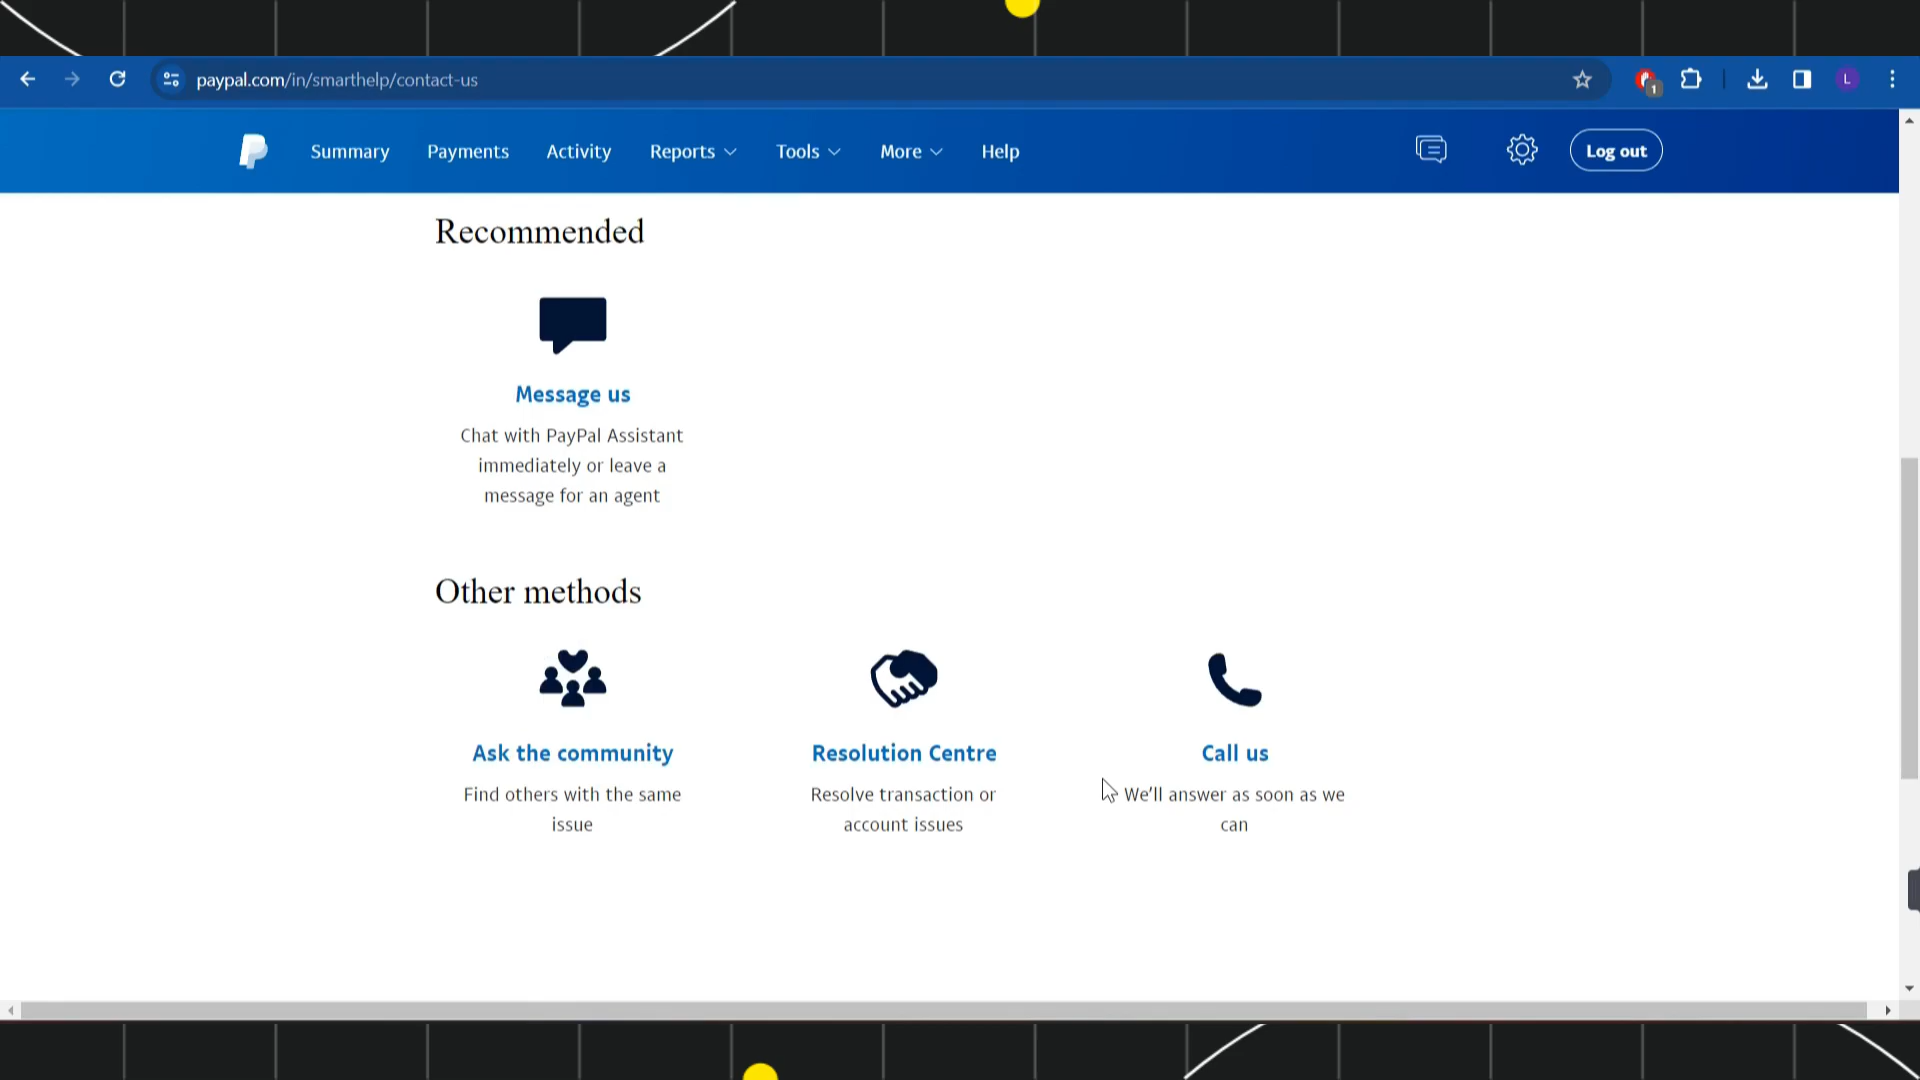 paypal.com/in/smarthelp/contact-us
1
L
Summary Payments Activity Reports Tools More Help Log out
Recommended
Message us
Chat with PayPal Assistant
immediately or leave a
message for an agent
Other methods
Ask the community Resolution Centre Call us
Find others with the same Resolve transaction or We'll answer as soon as we
issue account issues can